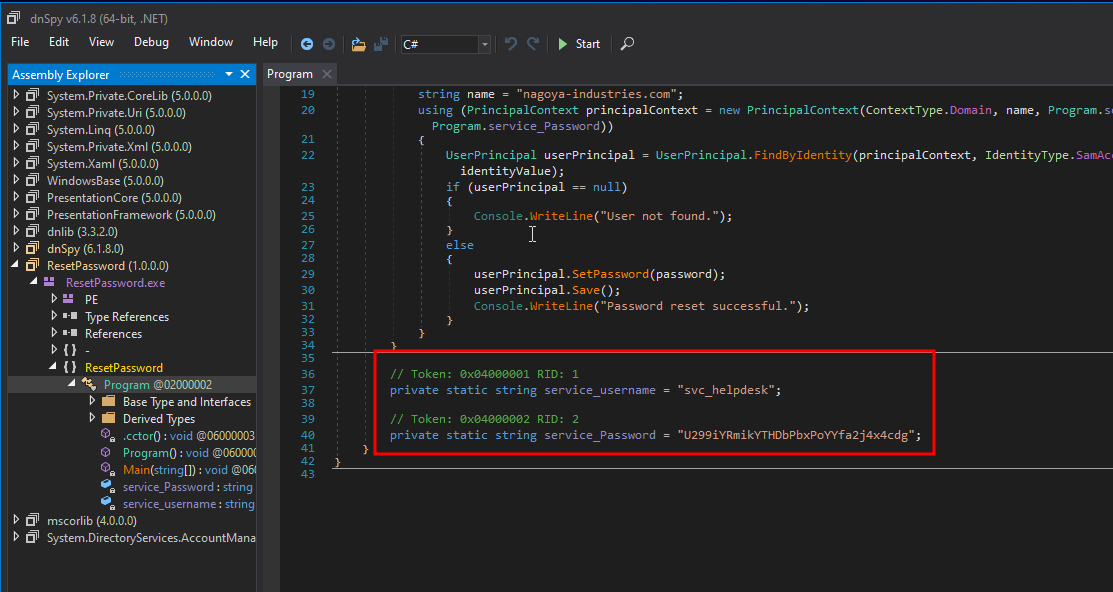 dnSpy v6.1.8 (64-bit, .NET)
File Edit View Debug Window Help C# Start
Assembly Explorer
System.Private.CoreLib (5.0.0.0)
System.Private.Uri (5.0.0.0)
System.Linq (5.0.0.0)
System.Private.Xml (5.0.0.0)
System.Xaml (5.0.0.0)
WindowsBase (5.0.0.0)
PresentationCore (5.0.0.0)
PresentationFramework (5.0.0.0)
dnlib (3.3.2.0)
dnSpy (6.1.8.0)
ResetPassword (1.0.0.0)
ResetPassword.exe
PE
Type References
References
{ } -
{ } ResetPassword
Program @02000002
Base Type and Interfaces
Derived Types
.cctor() : void @06000003
Program() : void @06000
Main(string[]) : void @060
service_Password : string
service_username : string
mscorlib (4.0.0.0)
System.DirectoryServices.AccountMana
Program
19 string name = "nagoya-industries.com";
20 using (PrincipalContext principalContext = new PrincipalContext(ContextType.Domain, name, Program.se
Program.service_Password))
21 {
22 UserPrincipal userPrincipal = UserPrincipal.FindByIdentity(principalContext, IdentityType.SamAcc
identityValue);
23 if (userPrincipal == null)
24 {
25 Console.WriteLine("User not found.");
26 }
27 else
28 {
29 userPrincipal.SetPassword(password);
30 userPrincipal.Save();
31 Console.WriteLine("Password reset successful.");
32 }
33 }
34 }
35
36 // Token: 0x04000001 RID: 1
37 private static string service_username = "svc_helpdesk";
38
39 // Token: 0x04000002 RID: 2
40 private static string service_Password = "U299iYRmikYTHDbPbxPoYYfa2j4x4cdg";
41 }
42 }
43